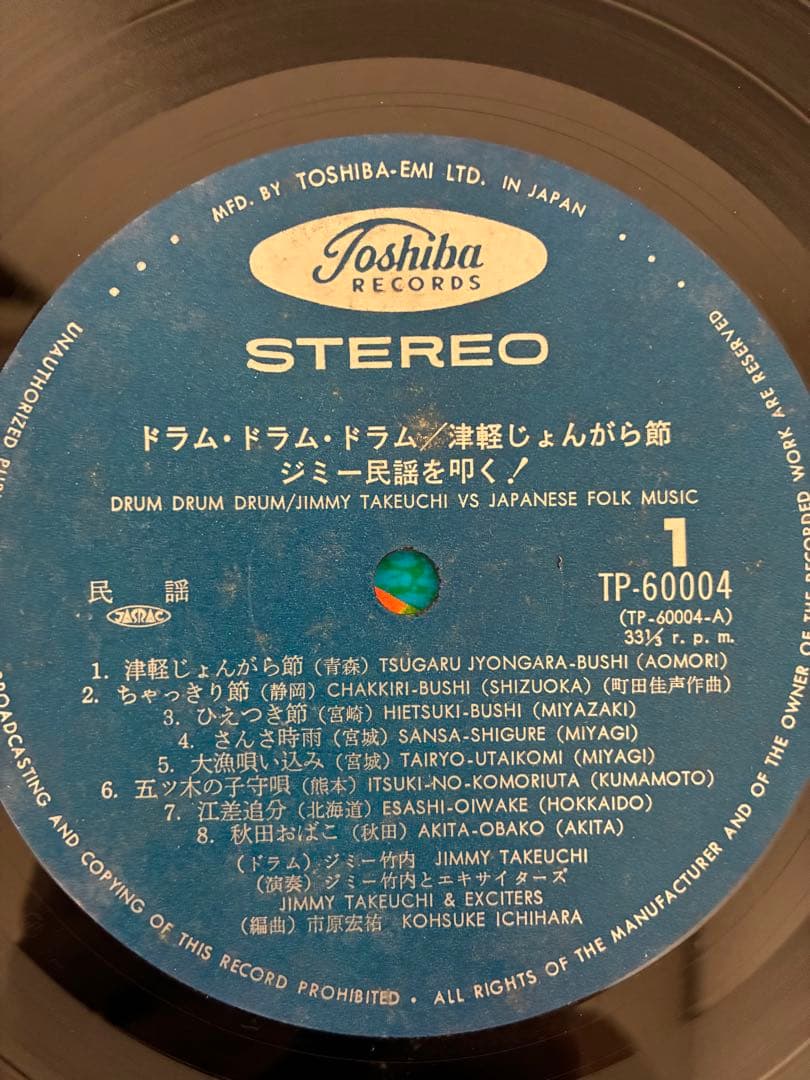 MFD. BY TOSHIBA-EMI LTD. IN JAPAN
Toshiba
RECORDS
STEREO
ドラム・ドラム・ドラム/津軽じょんがら節
ジミー民謡を叩く!
DRUM DRUM DRUM/JIMMY TAKEUCHI VS JAPANESE FOLK MUSIC
1
民 謡
TP-60004
JASRAC
(TP-60004-A)
33⅓ r. p. m.
1. 津軽じょんがら節 (青森) TSUGARU JYONGARA-BUSHI (AOMORI)
2. ちゃっきり節 (静岡) CHAKKIRI-BUSHI (SHIZUOKA) (町田佳声作曲)
3. ひえつき節 (宮崎) HIETSUKI-BUSHI (MIYAZAKI)
4. さんさ時雨 (宮城) SANSA-SHIGURE (MIYAGI)
5. 大漁唄い込み (宮城) TAIRYO-UTAIKOMI (MIYAGI)
6. 五ッ木の子守唄 (熊本) ITSUKI-NO-KOMORIUTA (KUMAMOTO)
7. 江差追分 (北海道) ESASHI-OIWAKE (HOKKAIDO)
8. 秋田おばこ (秋田) AKITA-OBAKO (AKITA)
(ドラム) ジミー竹内 JIMMY TAKEUCHI
(演奏) ジミー竹内とエキサイターズ
JIMMY TAKEUCHI & EXCITERS
(編曲) 市原宏祐 KOHSUKE ICHIHARA
UNAUTHORIZED
BROADCASTING AND COPYING OF THIS RECORD PROHIBITED • ALL RIGHTS OF THE MANUFACTURER AND OF THE OWNER OF THE RECORDED WORK ARE RESERVED